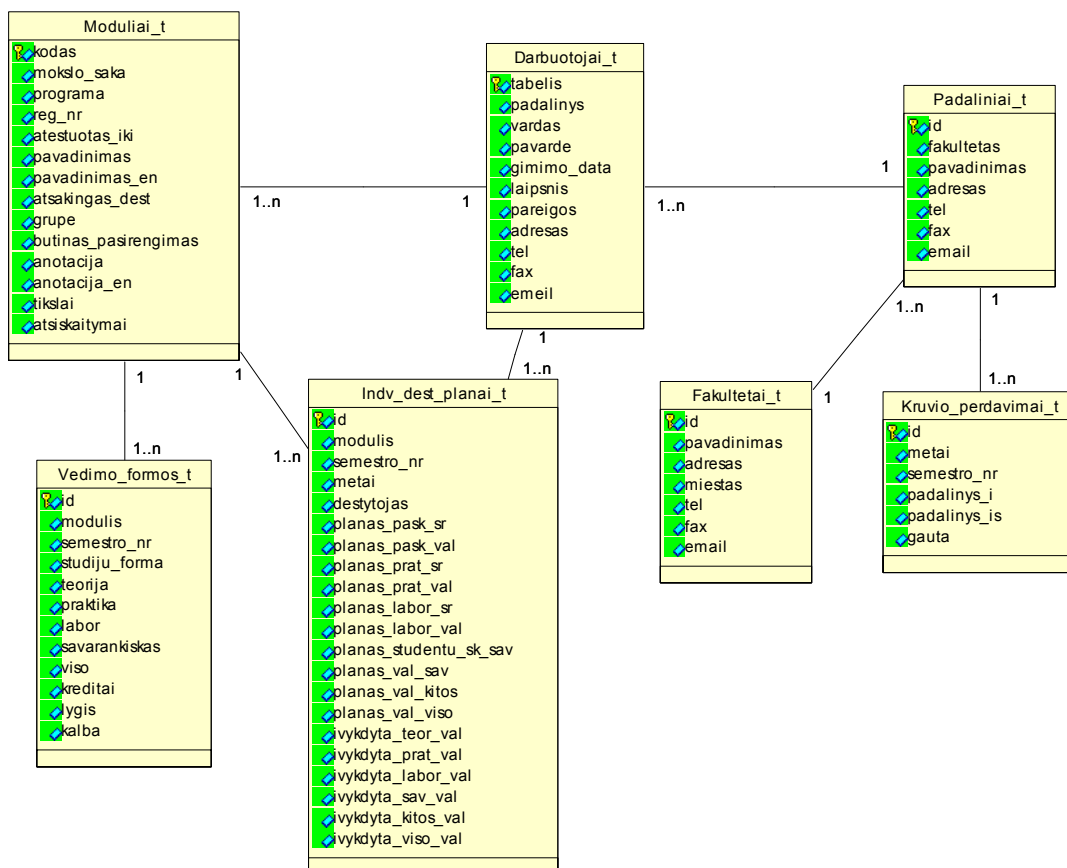 Moduliai_t
kodas
mokslo_saka
programa
reg_nr
atestuotas_iki
pavadinimas
pavadinimas_en
atsakingas_dest
grupe
butinas_pasirengimas
anotacija
anotacija_en
tikslai
atsiskaitymai
1..n
1
Darbuotojai_t
tabelis
padalinys
vardas
pavarde
gimimo_data
laipsnis
pareigos
adresas
tel
fax
emeil
1..n
1
Padaliniai_t
id
fakultetas
pavadinimas
adresas
tel
fax
email
1
1..n
1
1..n
1
1..n
1..n
1
1
1..n
Vedimo_formos_t
id
modulis
semestro_nr
studiju_forma
teorija
praktika
labor
savarankiskas
viso
kreditai
lygis
kalba
Indv_dest_planai_t
id
modulis
semestro_nr
metai
destytojas
planas_pask_sr
planas_pask_val
planas_prat_sr
planas_prat_val
planas_labor_sr
planas_labor_val
planas_studentu_sk_sav
planas_val_sav
planas_val_kitos
planas_val_viso
ivykdyta_teor_val
ivykdyta_prat_val
ivykdyta_labor_val
ivykdyta_sav_val
ivykdyta_kitos_val
ivykdyta_viso_val
Fakultetai_t
id
pavadinimas
adresas
miestas
tel
fax
email
Kruvio_perdavimai_t
id
metai
semestro_nr
padalinys_i
padalinys_is
gauta